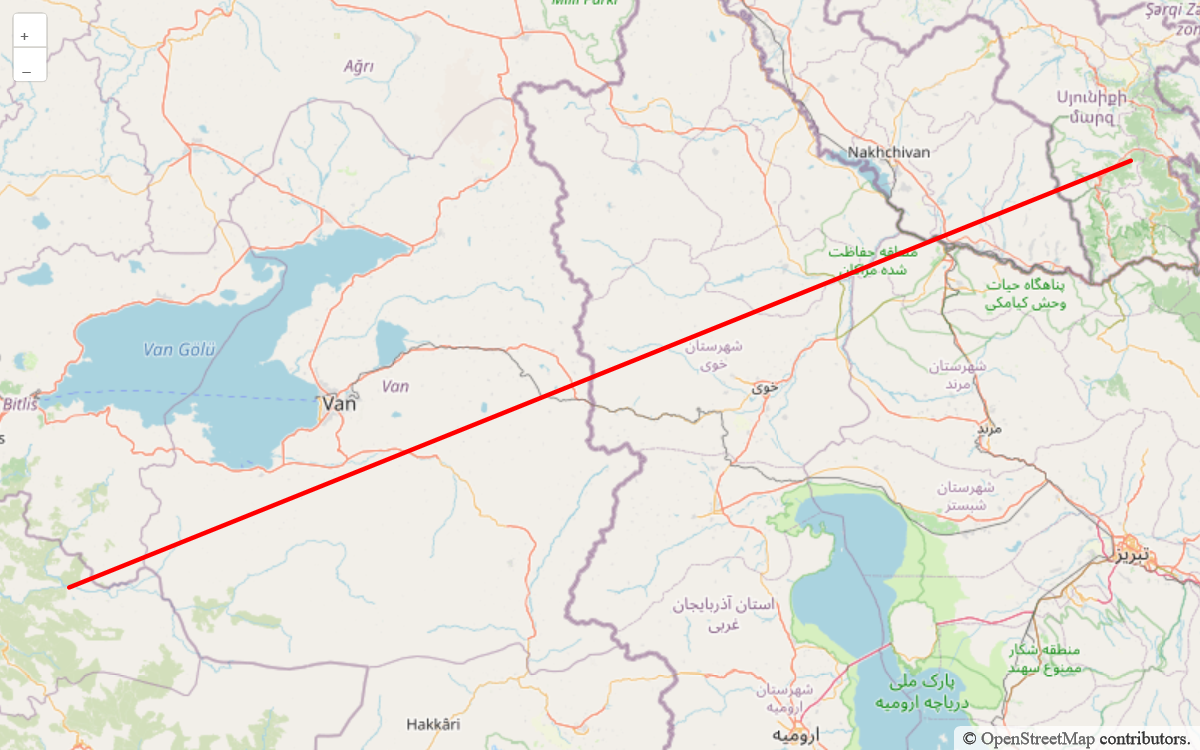 +
–
Milli Parkı
Şərqi Za
zon
Ağrı
Սյունիքի
մարզ
Nakhchivan
منطقه حفاظت
شده مراکان
پناهگاه حیات
وحش کیامکی
Van Gölü
شهرستان
خوی
شهرستان
مرند
Van
خوی
Bitlis
Van
s
مرند
شهرستان
شبستر
تبریز
استان آذربایجان
غربی
منطقه شکار
ممنوع سهند
پارک ملی
دریاچه ارومیه
شهرستان
ارومیه
Hakkâri
ارومیه
© OpenStreetMap contributors.